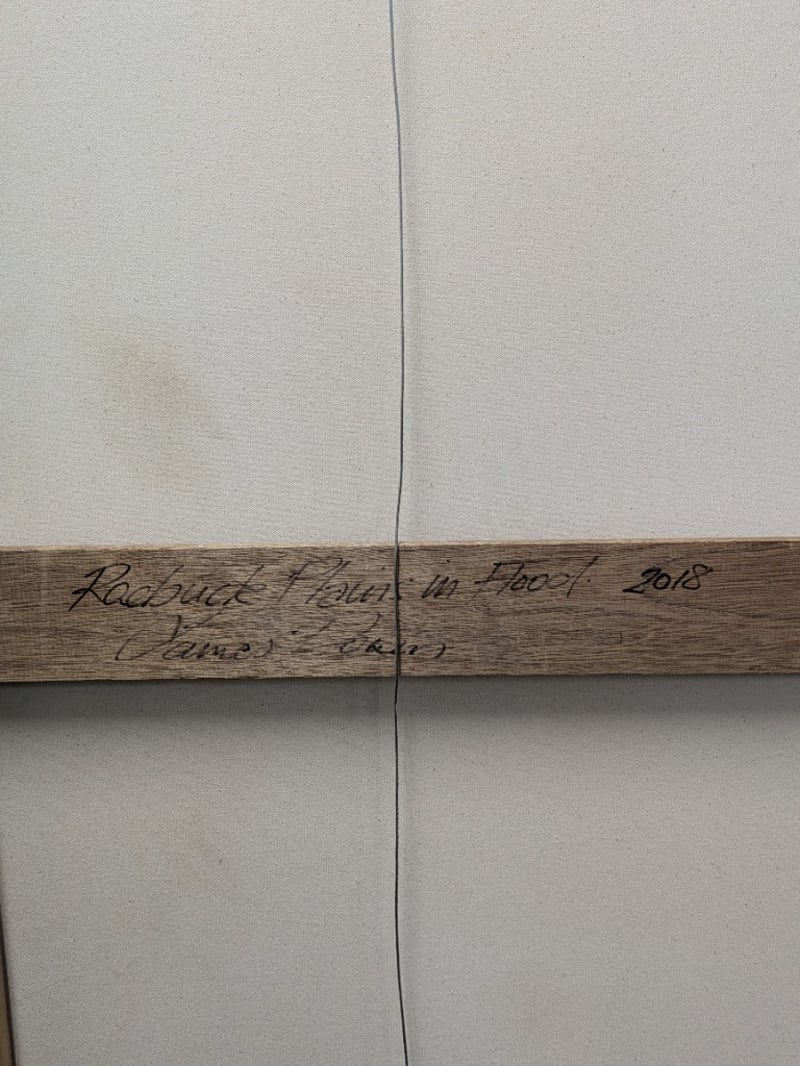 Roebuck Plains in Flood. 2018
James